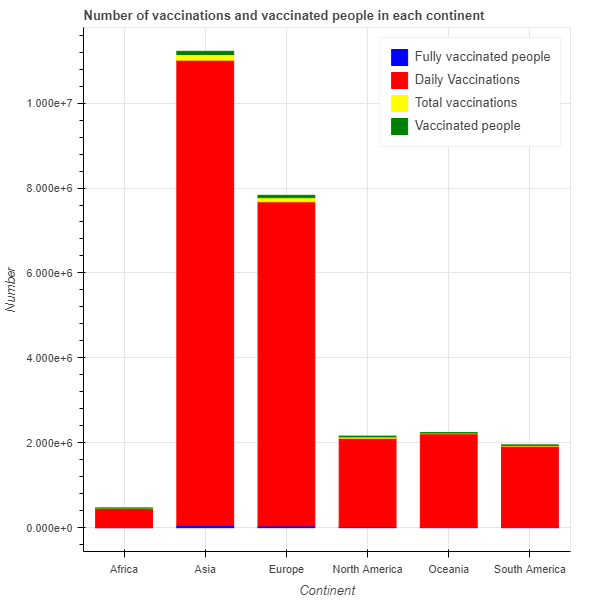 Number of vaccinations and vaccinated people in each continent
Fully vaccinated people
Daily Vaccinations
Total vaccinations
Vaccinated people
1.000e+7
8.000e+6
6.000e+6
4.000e+6
2.000e+6
0.000e+0
Number
Africa Asia Europe North America Oceania South America
Continent